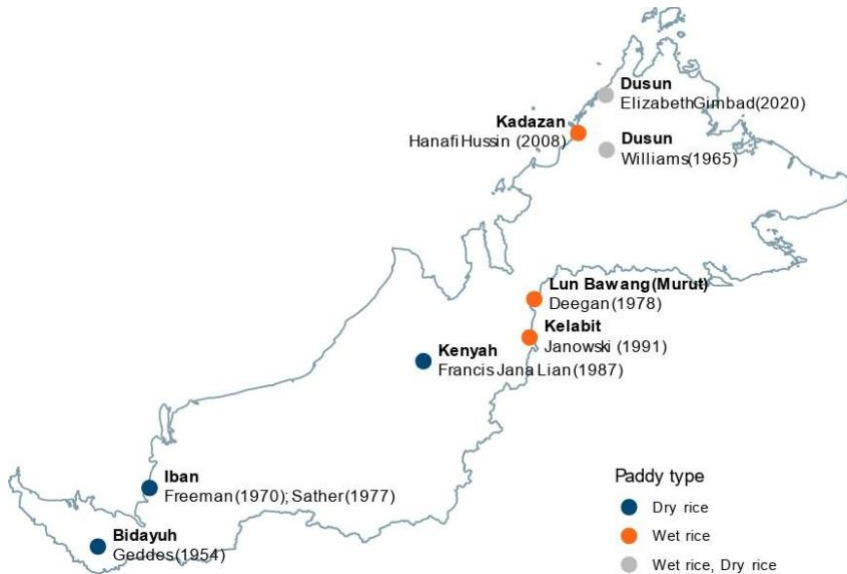 Dusun
Elizabeth Gimbad (2020)
Kadazan
Hanafi Hussin (2008)
Dusun
Williams (1965)
Lun Bawang (Murut)
Deegan (1978)
Kelabit
Janowski (1991)
Kenyah
Francis Jana Lian (1987)
Iban
Freeman (1970); Sather (1977)
Bidayuh
Geddes (1954)
Paddy type
Dry rice
Wet rice
Wet rice, Dry rice